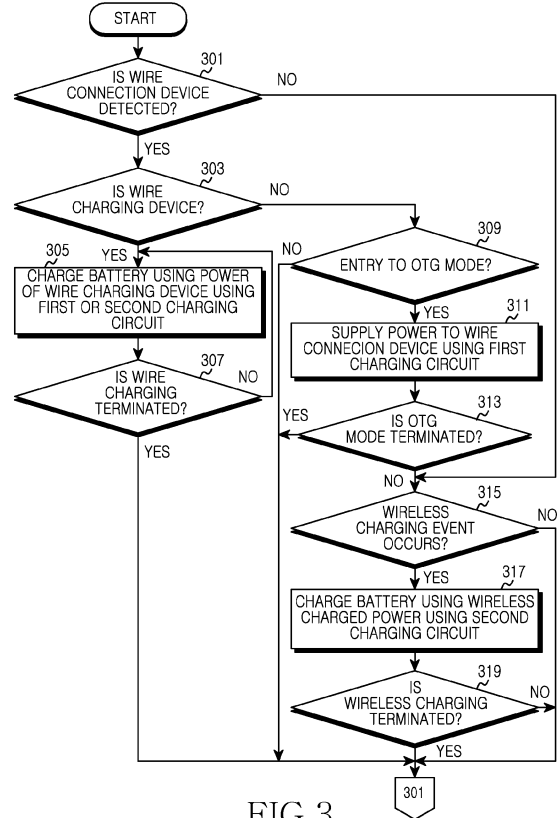 START
301
IS WIRE
CONNECTION DEVICE
DETECTED?
NO
YES
303
IS WIRE
CHARGING DEVICE?
NO
305
YES
CHARGE BATTERY USING POWER
OF WIRE CHARGING DEVICE USING
FIRST OR SECOND CHARGING
CIRCUIT
307
IS WIRE
CHARGING
TERMINATED?
NO
YES
309
NO
ENTRY TO OTG MODE?
YES
311
SUPPLY POWER TO WIRE
CONNECION DEVICE USING FIRST
CHARGING CIRCUIT
313
YES
IS OTG
MODE TERMINATED?
NO
315
WIRELESS
CHARGING EVENT
OCCURS?
NO
YES
317
CHARGE BATTERY USING WIRELESS
CHARGED POWER USING SECOND
CHARGING CIRCUIT
319
IS
WIRELESS CHARGING
TERMINATED?
NO
YES
301
FIG.3